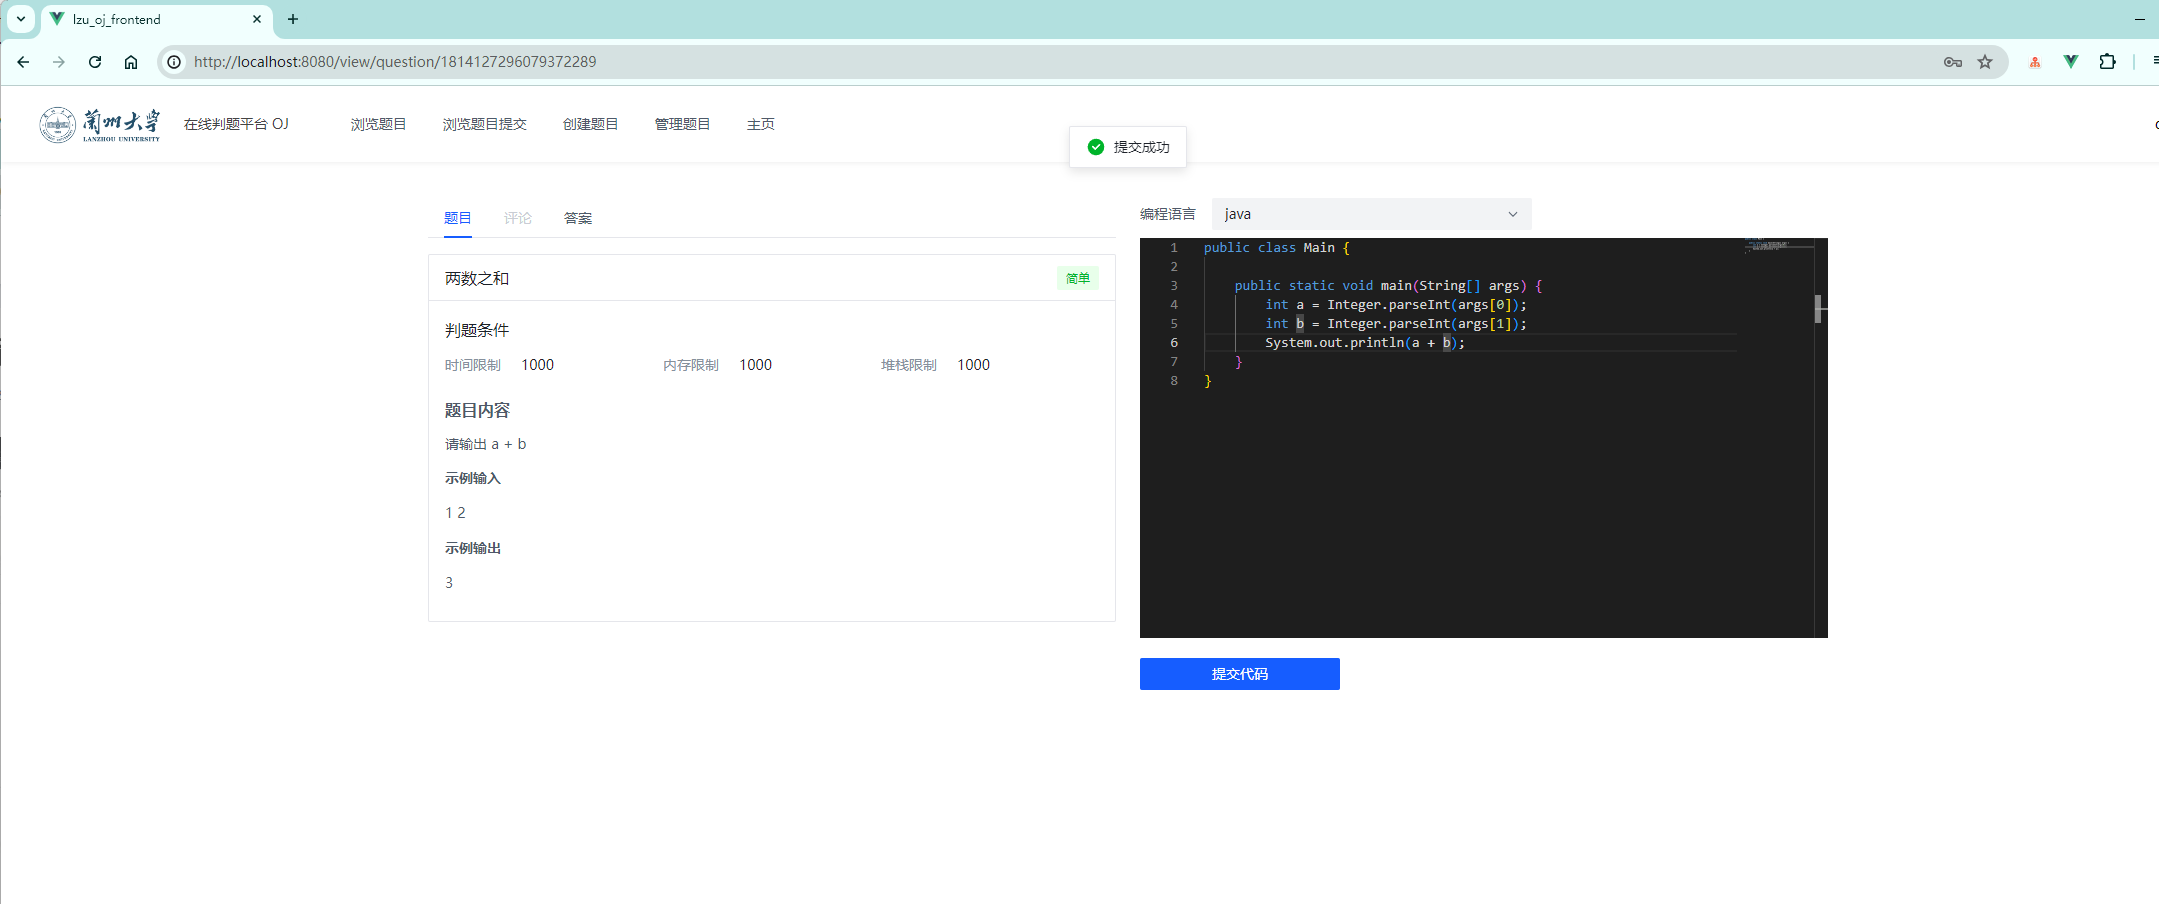 lzu_oj_frontend
http://localhost:8080/view/question/1814127296079372289
蘭州大学
LANZHOU UNIVERSITY
在线判题平台 OJ
浏览题目
浏览题目提交
创建题目
管理题目
主页
提交成功
题目
评论
答案
两数之和
简单
判题条件
时间限制 1000
内存限制 1000
堆栈限制 1000
题目内容
请输出 a + b
示例输入
1 2
示例输出
3
编程语言
java
1 public class Main {
2
3 public static void main(String[] args) {
4 int a = Integer.parseInt(args[0]);
5 int b = Integer.parseInt(args[1]);
6 System.out.println(a + b);
7 }
8 }
提交代码